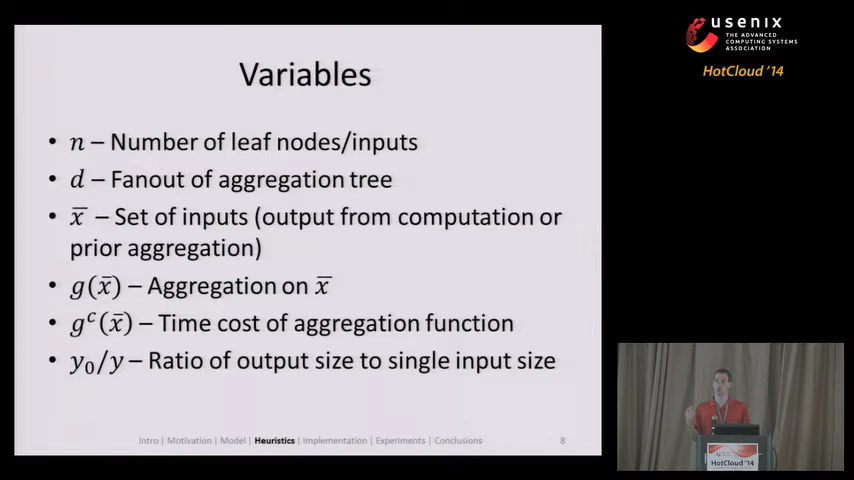 Variables
• n – Number of leaf nodes/inputs
• d – Fanout of aggregation tree
• x̅ – Set of inputs (output from computation or
prior aggregation)
• g(x̅) – Aggregation on x̅
• gᶜ(x̅) – Time cost of aggregation function
• y₀/y – Ratio of output size to single input size
Intro | Motivation | Model | Heuristics | Implementation | Experiments | Conclusions
8
usenix
THE ADVANCED
COMPUTING SYSTEMS
ASSOCIATION
HotCloud '14
HotCloud '14